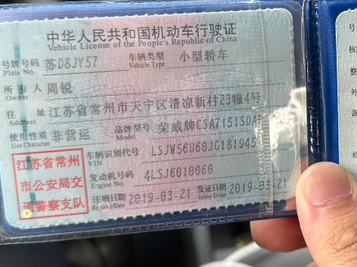 中华人民共和国机动车行驶证
Vehicle License of the People's Republic of China
号牌号码 苏D8JY57 车辆类型 小型轿车
Plate No. Vehicle Type
所有人 周锐
Owner
住址 江苏省常州市天宁区清凉新村23幢4号
Address
使用性质 非营运 品牌型号 荣威牌CSA7151SDAP
Use Character Model
车辆识别代号 LSJW56U68JG181945
VIN
发动机号码 4LSJ6010060
Engine No.
注册日期 2019-03-21 发证日期 2019-03-21
Register Date Issue Date
江苏省常州
市公安局交
通警察支队